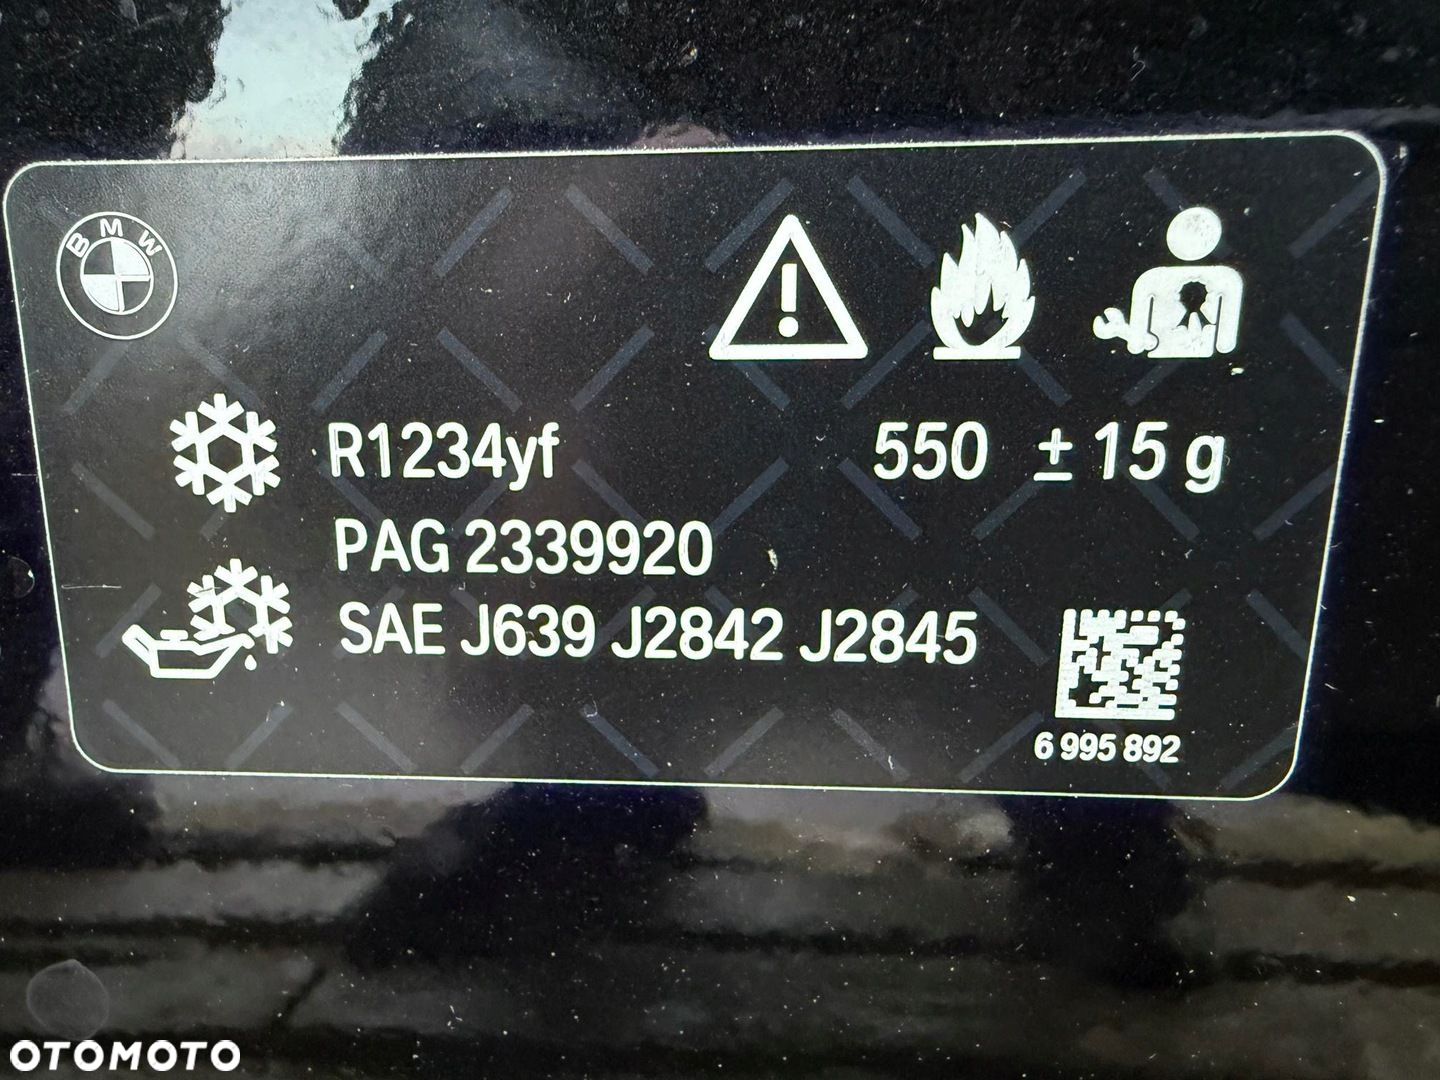 BMW
R1234yf 550 ± 15 g
PAG 2339920
SAE J639 J2842 J2845
6 995 892
OTOMOTO